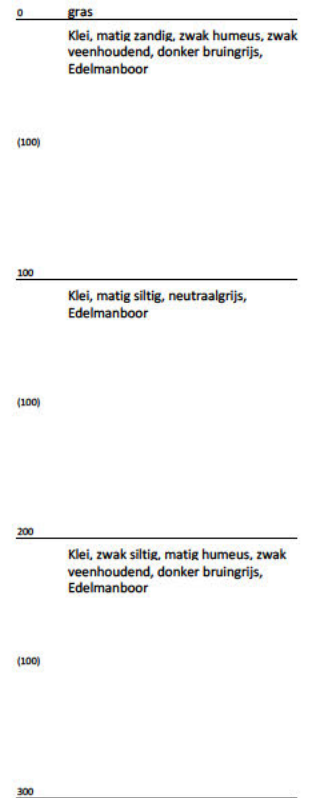 0 gras
Klei, matig zandig, zwak humeus, zwak
veenhoudend, donker bruingrijs,
Edelmanboor
(100)
100
Klei, matig siltig, neutraalgrijs,
Edelmanboor
(100)
200
Klei, zwak siltig, matig humeus, zwak
veenhoudend, donker bruingrijs,
Edelmanboor
(100)
300